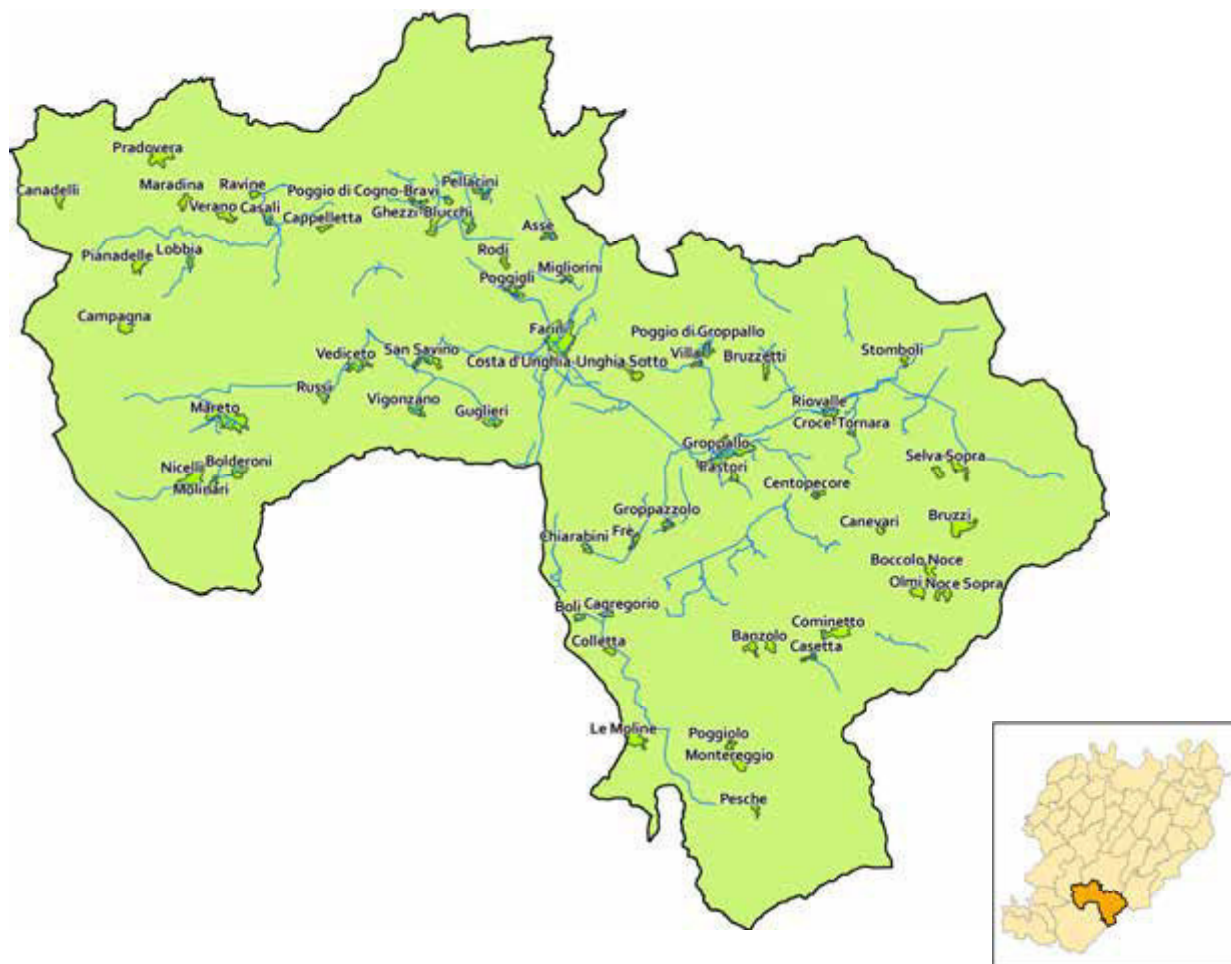 Pradovera
Canadelli
Maradina
Ravine
Poggio di Cogno-Bravi
Pellacini
Verano
Casali
Cappelletta
Ghezzi-Blucchi
Assè
Pianadelle
Lobbia
Rodi
Poggigli
Migliorini
Campagna
Farini
Poggio di Groppallo
Vediceto
San Savino
Costa d'Unghia-Unghia Sotto
Villa
Bruzzetti
Stomboli
Russi
Mareto
Vigonzano
Guglieri
Riovalle
Croce-Tornara
Groppallo
Nicelli
Bolderoni
Molinari
Bastori
Centopecore
Selva Sopra
Groppazzolo
Chiarabini
Frè
Canevari
Bruzzi
Boccolo Noce
Olmi
Noce Sopra
Boli
Cagregorio
Colletta
Banzolo
Cominetto
Casetta
Le Moline
Poggiolo
Montereggio
Pesche